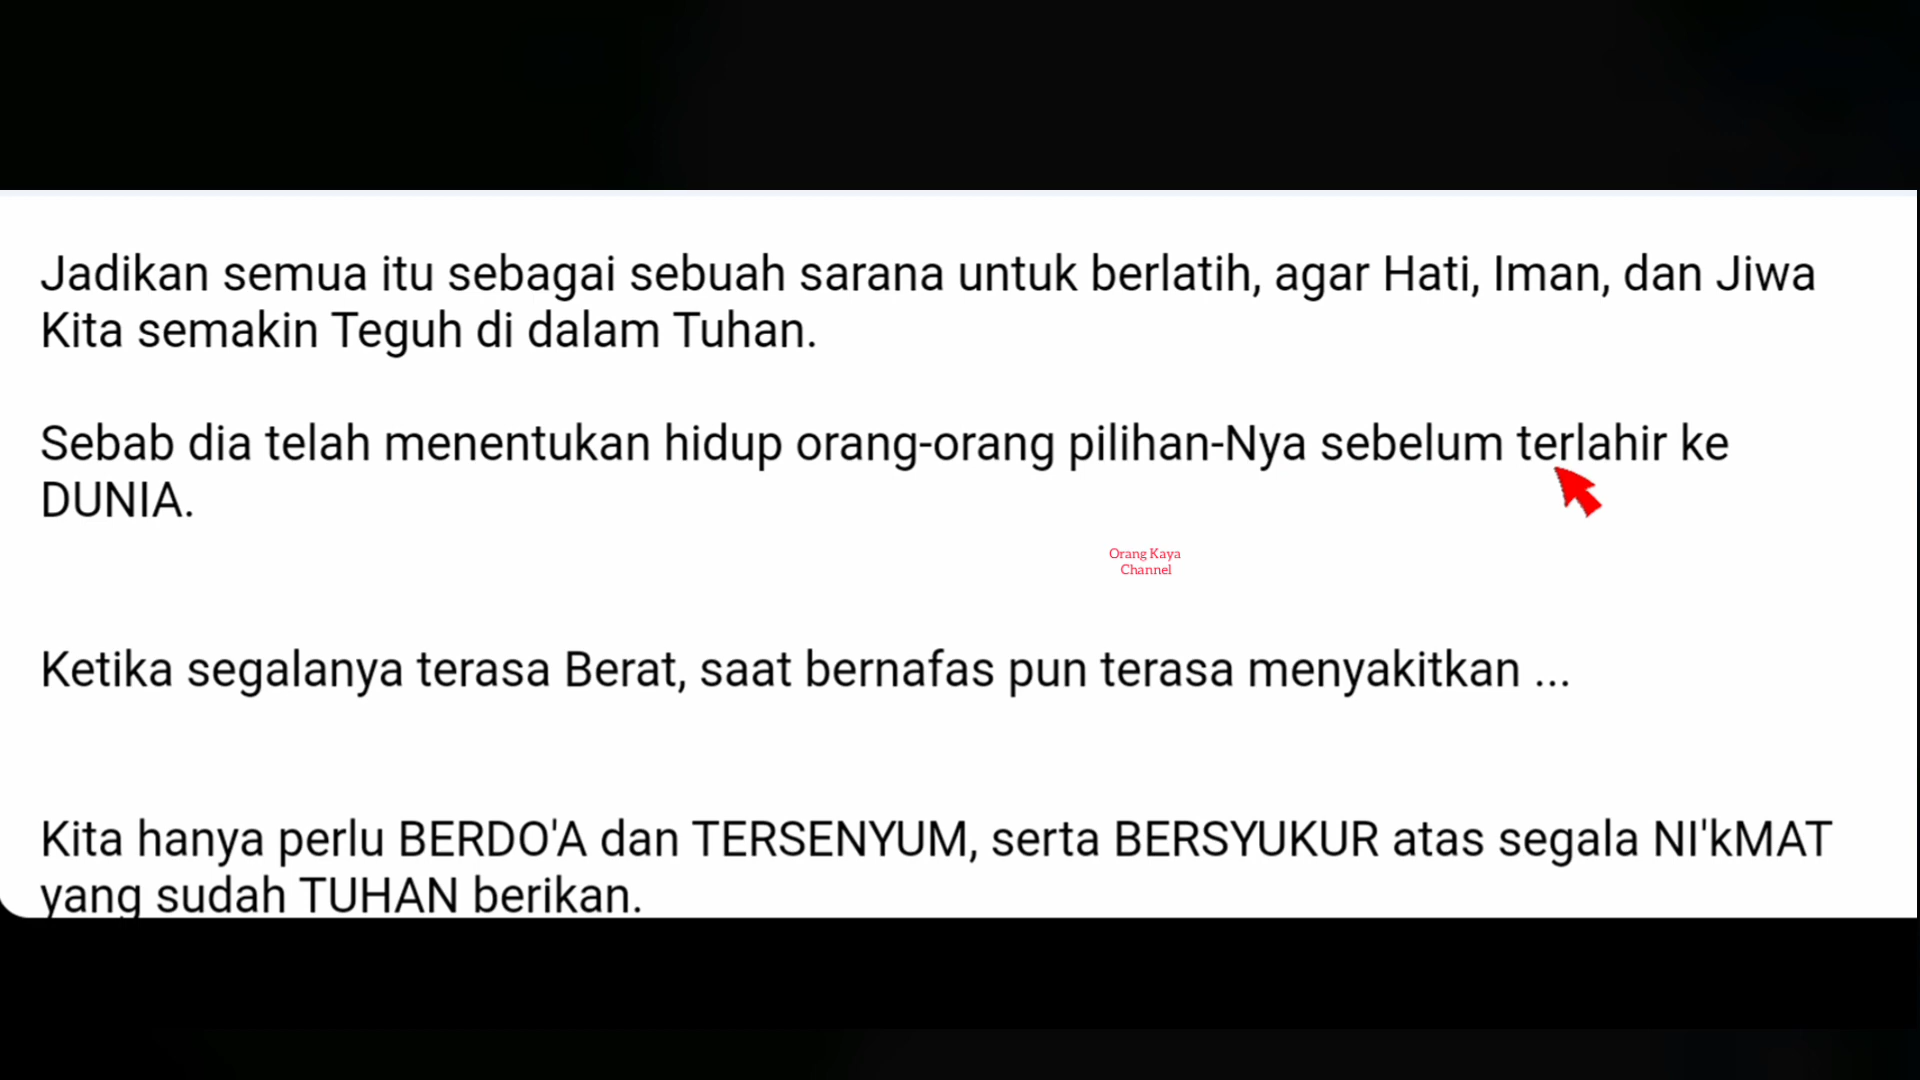 Jadikan semua itu sebagai sebuah sarana untuk berlatih, agar Hati, Iman, dan Jiwa
Kita semakin Teguh di dalam Tuhan.
Sebab dia telah menentukan hidup orang-orang pilihan-Nya sebelum terlahir ke
DUNIA.
Orang Kaya
Channel
Ketika segalanya terasa Berat, saat bernafas pun terasa menyakitkan ...
Kita hanya perlu BERDO'A dan TERSENYUM, serta BERSYUKUR atas segala NI'kMAT
yang sudah TUHAN berikan.